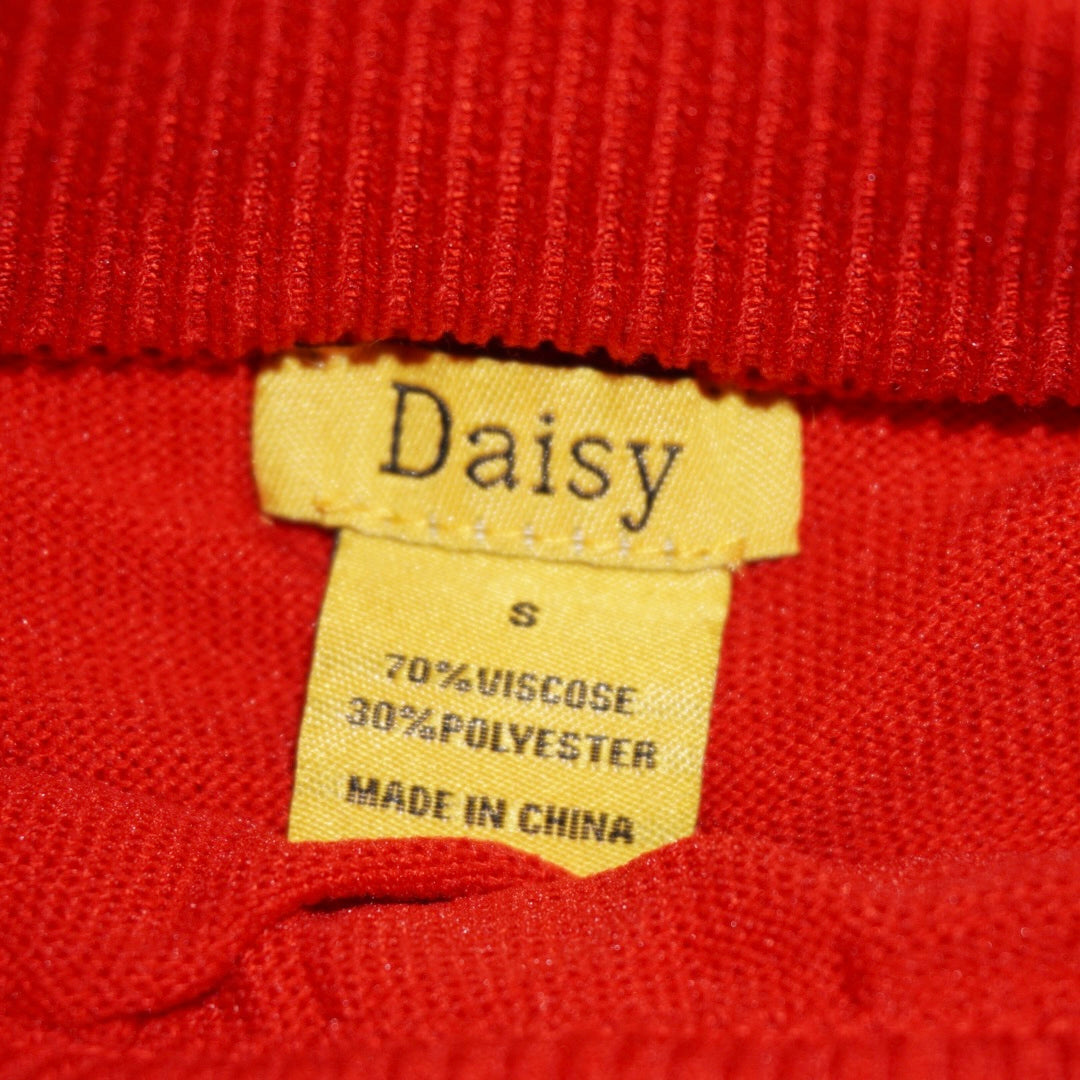 Daisy
S
70%VISCOSE
30%POLYESTER
MADE IN CHINA